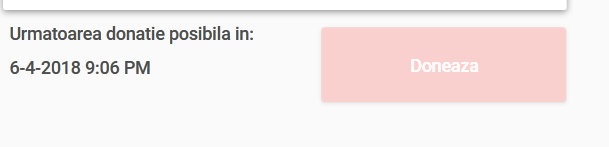 Urmatoarea donatie posibila in:
6-4-2018 9:06 PM
Doneaza